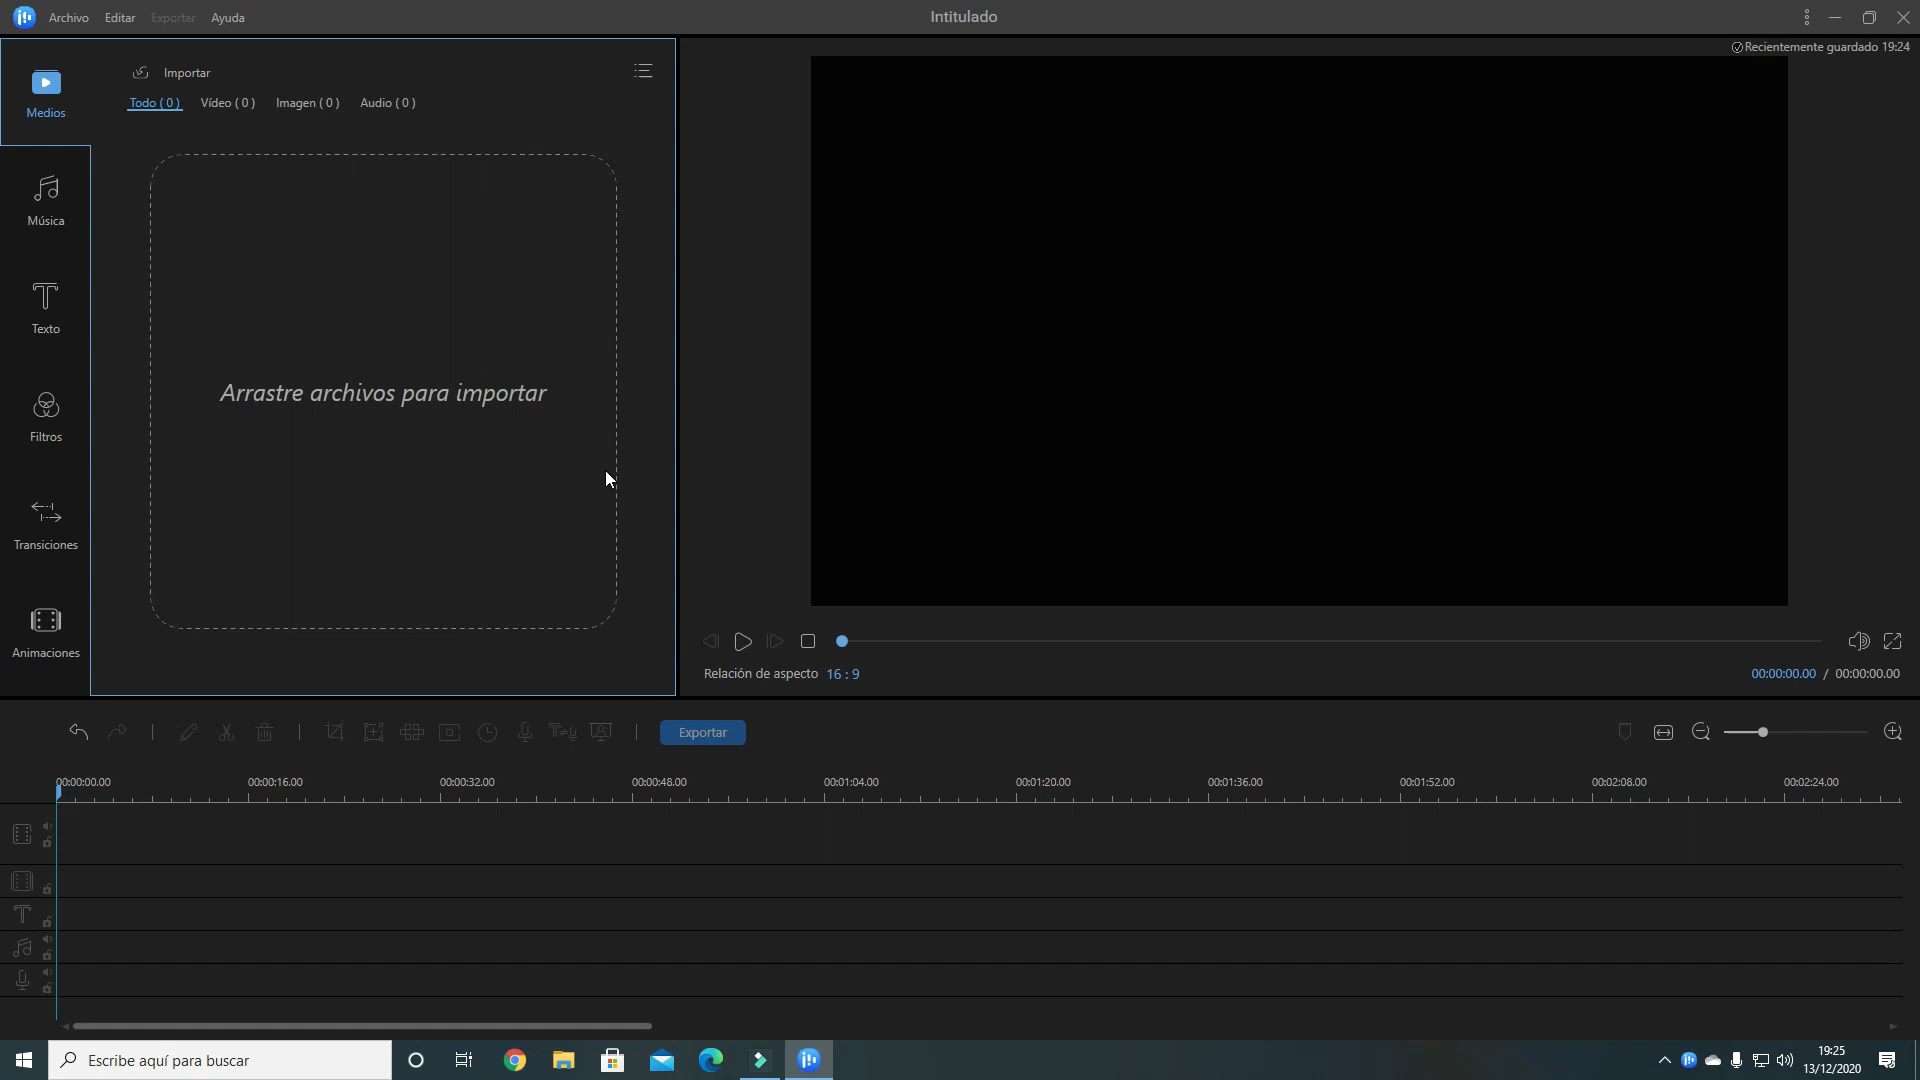 Archivo Editar Exportar Ayuda
Intitulado
Recientemente guardado 19:24
Importar
Todo ( 0 ) Vídeo ( 0 ) Imagen ( 0 ) Audio ( 0 )
Medios
Música
Texto
Filtros
Transiciones
Animaciones
Arrastre archivos para importar
Relación de aspecto 16 : 9
00:00:00.00 / 00:00:00.00
Exportar
00:00:00.00 00:00:16.00 00:00:32.00 00:00:48.00 00:01:04.00 00:01:20.00 00:01:36.00 00:01:52.00 00:02:08.00 00:02:24.00
Escribe aquí para buscar
19:25
13/12/2020